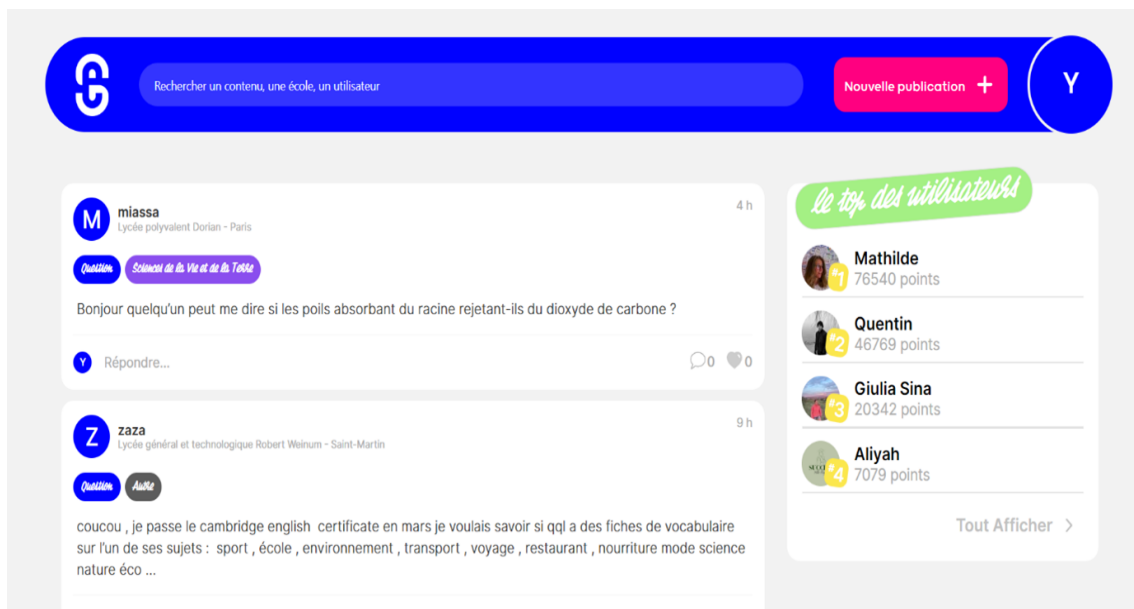 Rechercher un contenu, une école, un utilisateur
Nouvelle publication +
Y
M
miassa
Lycée polyvalent Dorian - Paris
4 h
Question
Sciences de la Vie et de la Terre
Bonjour quelqu'un peut me dire si les poils absorbant du racine rejetant-ils du dioxyde de carbone ?
Y
Répondre...
0
0
Z
zaza
Lycée général et technologique Robert Weinum - Saint-Martin
9 h
Question
Autre
coucou , je passe le cambridge english certificate en mars je voulais savoir si qql a des fiches de vocabulaire
sur l'un de ses sujets : sport , école , environnement , transport , voyage , restaurant , nourriture mode science
nature éco ...
le top des utilisateurs
#1
Mathilde
76540 points
#2
Quentin
46769 points
#3
Giulia Sina
20342 points
#4
Aliyah
7079 points
Tout Afficher >